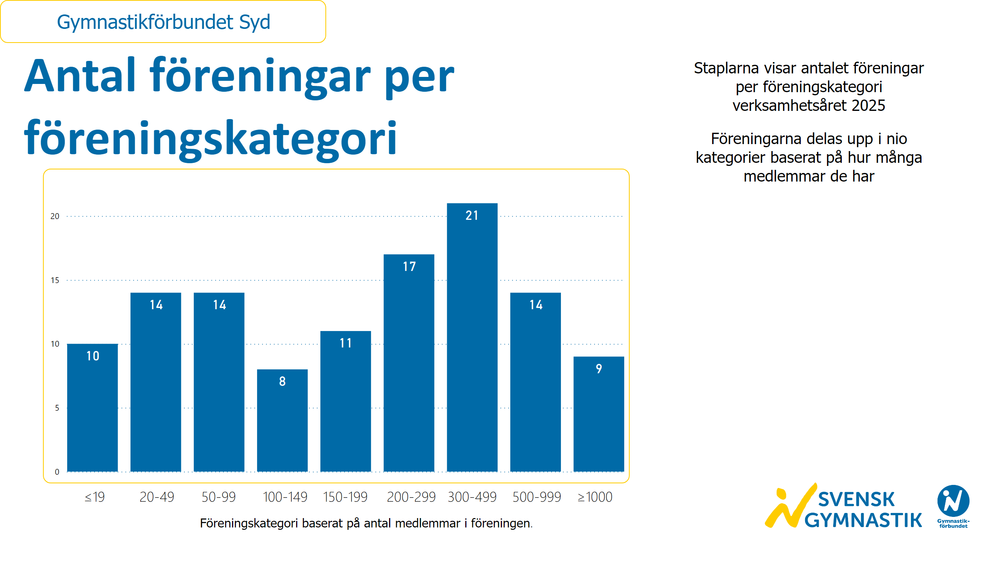 Gymnastikförbundet Syd
Antal föreningar per
föreningskategori
Staplarna visar antalet föreningar
per föreningskategori
verksamhetsåret 2025
Föreningarna delas upp i nio
kategorier baserat på hur många
medlemmar de har
20
15
10
5
0
10
14
14
8
11
17
21
14
9
≤19
20-49
50-99
100-149
150-199
200-299
300-499
500-999
≥1000
Föreningskategori baserat på antal medlemmar i föreningen.
SVENSK
GYMNASTIK
Gymnastik-
förbundet